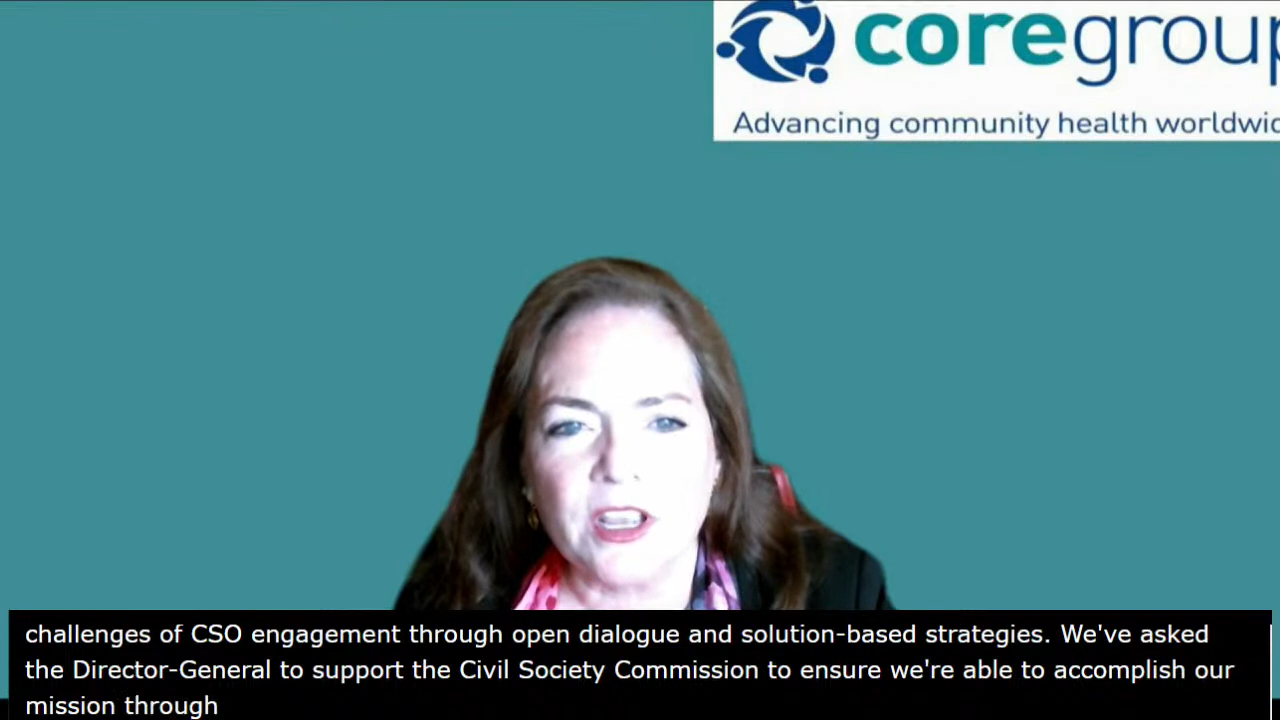 coregroup
Advancing community health worldwid
challenges of CSO engagement through open dialogue and solution-based strategies. We've asked
the Director-General to support the Civil Society Commission to ensure we're able to accomplish our
mission through